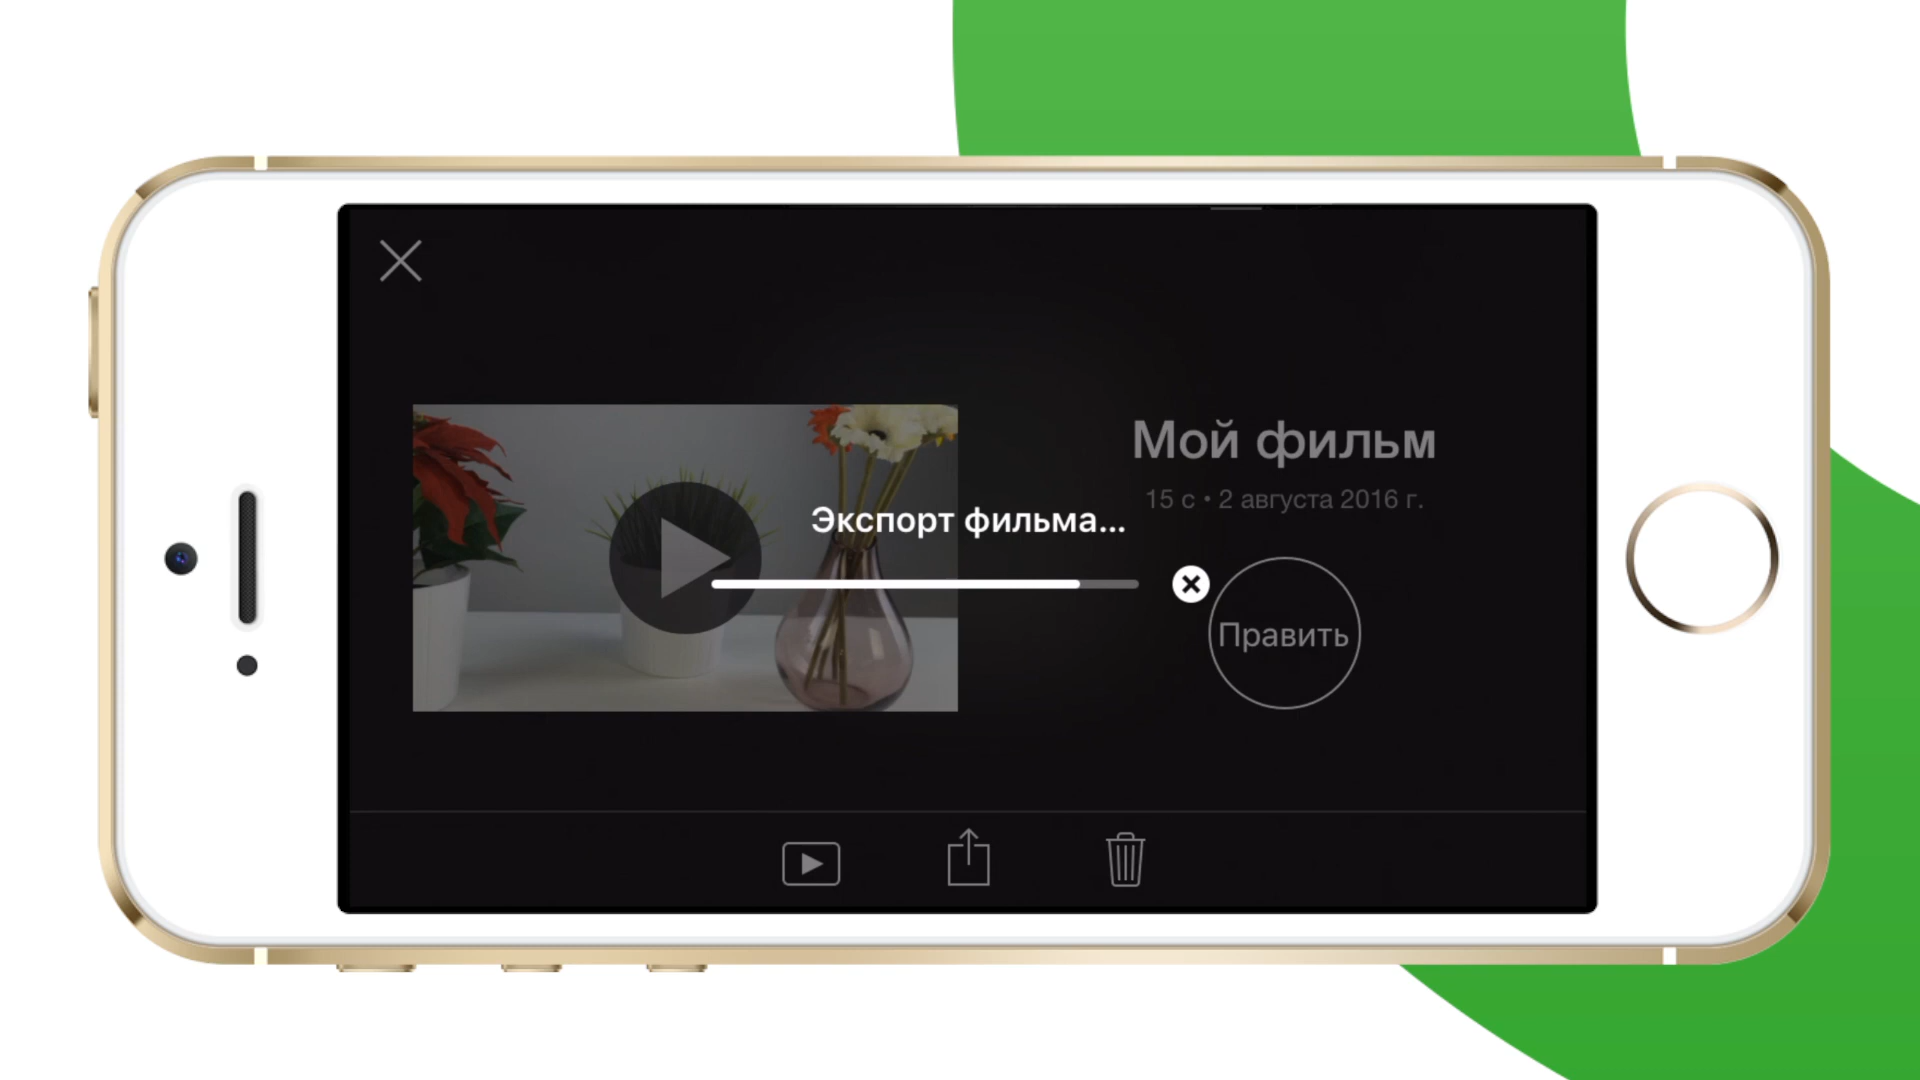 Мой фильм
15 с • 2 августа 2016 г.
Экспорт фильма...
Править